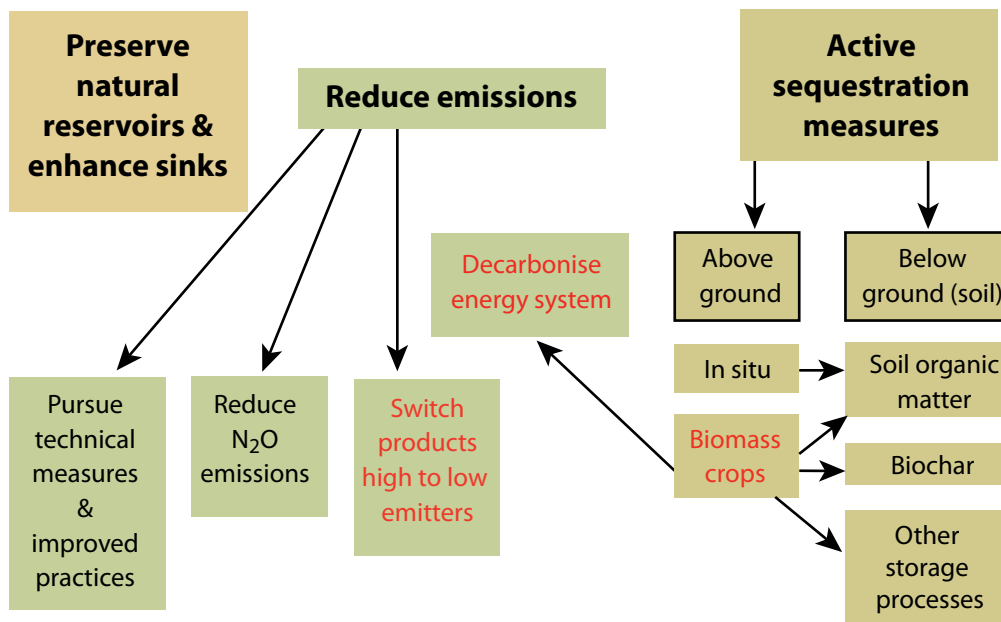 Preserve
natural
reservoirs &
enhance sinks
Reduce emissions
Active
sequestration
measures
Decarbonise
energy system
Above
ground
Below
ground (soil)
Pursue
technical
measures
&
improved
practices
Reduce
N₂O
emissions
Switch
products
high to low
emitters
In situ
Soil organic
matter
Biomass
crops
Biochar
Other
storage
processes